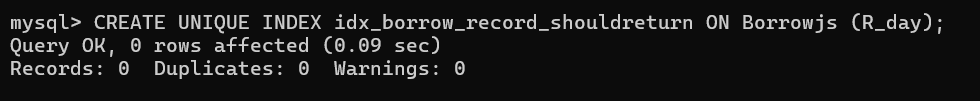 mysql> CREATE UNIQUE INDEX idx_borrow_record_shouldreturn ON Borrowjs (R_day);
Query OK, 0 rows affected (0.09 sec)
Records: 0  Duplicates: 0  Warnings: 0